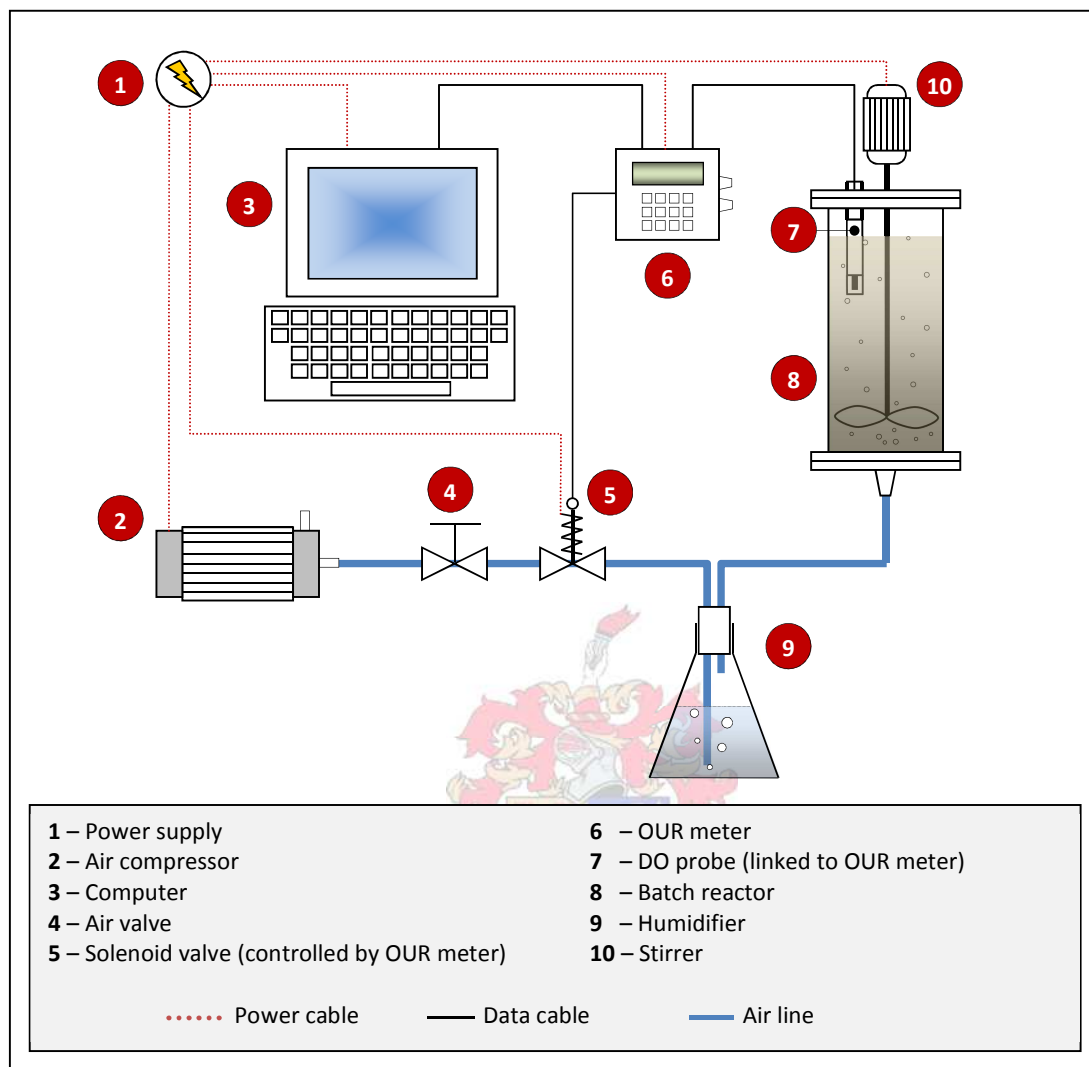 1
10
3
7
6
8
4
5
2
9
1 – Power supply
2 – Air compressor
3 – Computer
4 – Air valve
5 – Solenoid valve (controlled by OUR meter)
6 – OUR meter
7 – DO probe (linked to OUR meter)
8 – Batch reactor
9 – Humidifier
10 – Stirrer
Power cable
Data cable
Air line